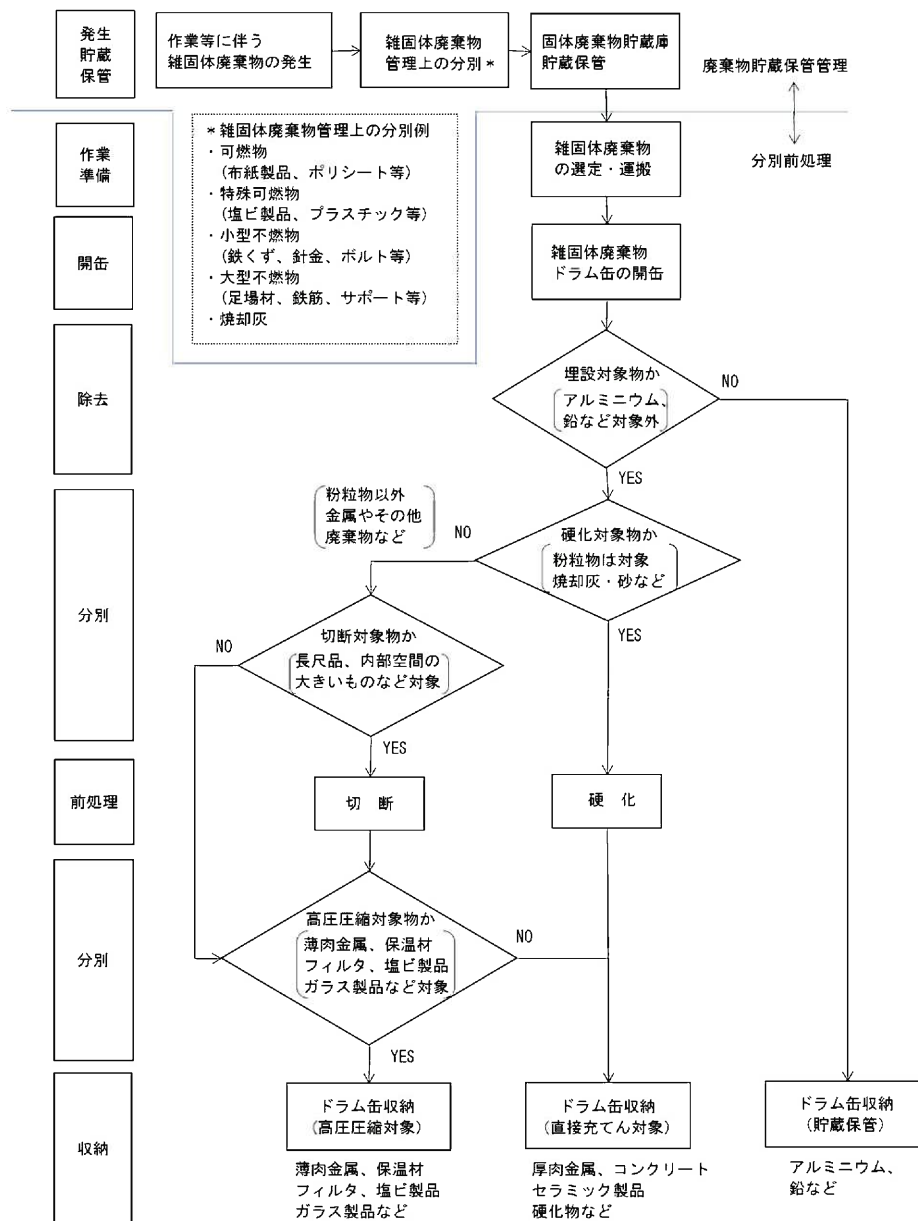 発生
貯蔵
保管
作業等に伴う
雑固体廃棄物の発生
雑固体廃棄物
管理上の分別*
固体廃棄物貯蔵庫
貯蔵保管
廃棄物貯蔵保管管理
分別前処理
作業
準備
*雑固体廃棄物管理上の分別例
・可燃物
(布紙製品、ポリシート等)
・特殊可燃物
(塩ビ製品、プラスチック等)
・小型不燃物
(鉄くず、針金、ボルト等)
・大型不燃物
(足場材、鉄筋、サポート等)
・焼却灰
雑固体廃棄物
の選定・運搬
開缶
雑固体廃棄物
ドラム缶の開缶
除去
埋設対象物か
アルミニウム、
鉛など対象外
NO
YES
分別
粉粒物以外
金属やその他
廃棄物など
NO
硬化対象物か
粉粒物は対象
焼却灰・砂など
YES
NO
切断対象物か
長尺品、内部空間の
大きいものなど対象
YES
前処理
切 断
硬 化
分別
高圧圧縮対象物か
薄肉金属、保温材
フィルタ、塩ビ製品
ガラス製品など対象
NO
YES
収納
ドラム缶収納
(高圧圧縮対象)
ドラム缶収納
(直接充てん対象)
ドラム缶収納
(貯蔵保管)
薄肉金属、保温材
フィルタ、塩ビ製品
ガラス製品など
厚肉金属、コンクリート
セラミック製品
硬化物など
アルミニウム、
鉛など